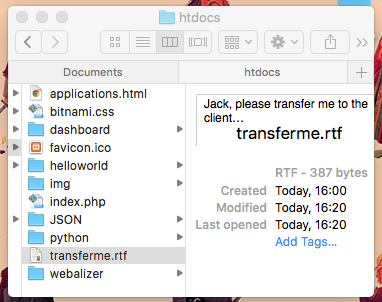 htdocs
Documents
htdocs
applications.html
bitnami.css
dashboard
favicon.ico
helloworld
img
index.php
JSON
python
transferme.rtf
webalizer
Jack, please transfer me to the
client…
transferme.rtf
RTF - 387 bytes
Created Today, 16:00
Modified Today, 16:20
Last opened Today, 16:20
Add Tags…